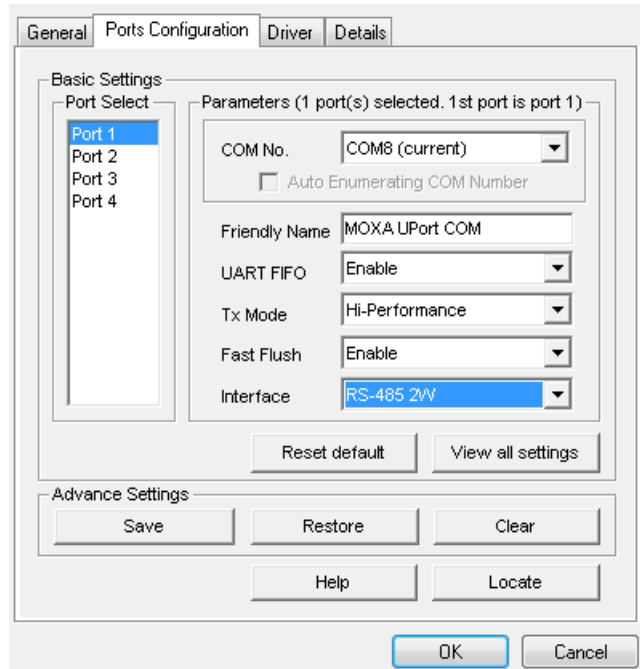 General Ports Configuration Driver Details
Basic Settings
Port Select
Port 1
Port 2
Port 3
Port 4
Parameters (1 port(s) selected. 1st port is port 1)
COM No. COM8 (current)
Auto Enumerating COM Number
Friendly Name MOXA UPort COM
UART FIFO Enable
Tx Mode Hi-Performance
Fast Flush Enable
Interface RS-485 2W
Reset default View all settings
Advance Settings
Save Restore Clear
Help Locate
OK Cancel